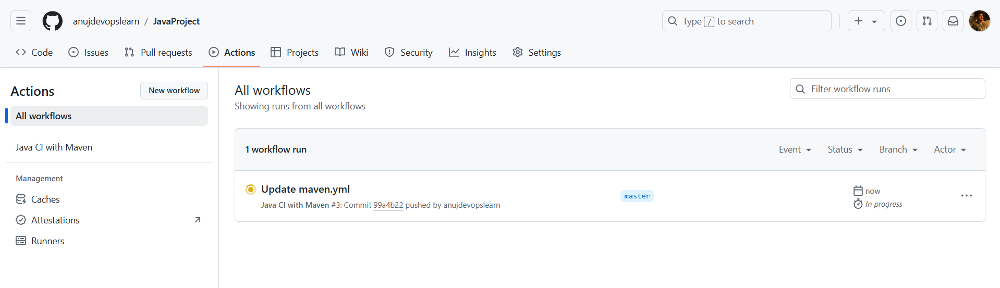 anujdevopslearn / JavaProject
Type / to search
Code Issues Pull requests Actions Projects Wiki Security Insights Settings
Actions
New workflow
All workflows
Java CI with Maven
Management
Caches
Attestations
Runners
All workflows
Showing runs from all workflows
Filter workflow runs
1 workflow run
Event Status Branch Actor
Update maven.yml
Java CI with Maven #3: Commit 99a4b22 pushed by anujdevopslearn
master
now
In progress